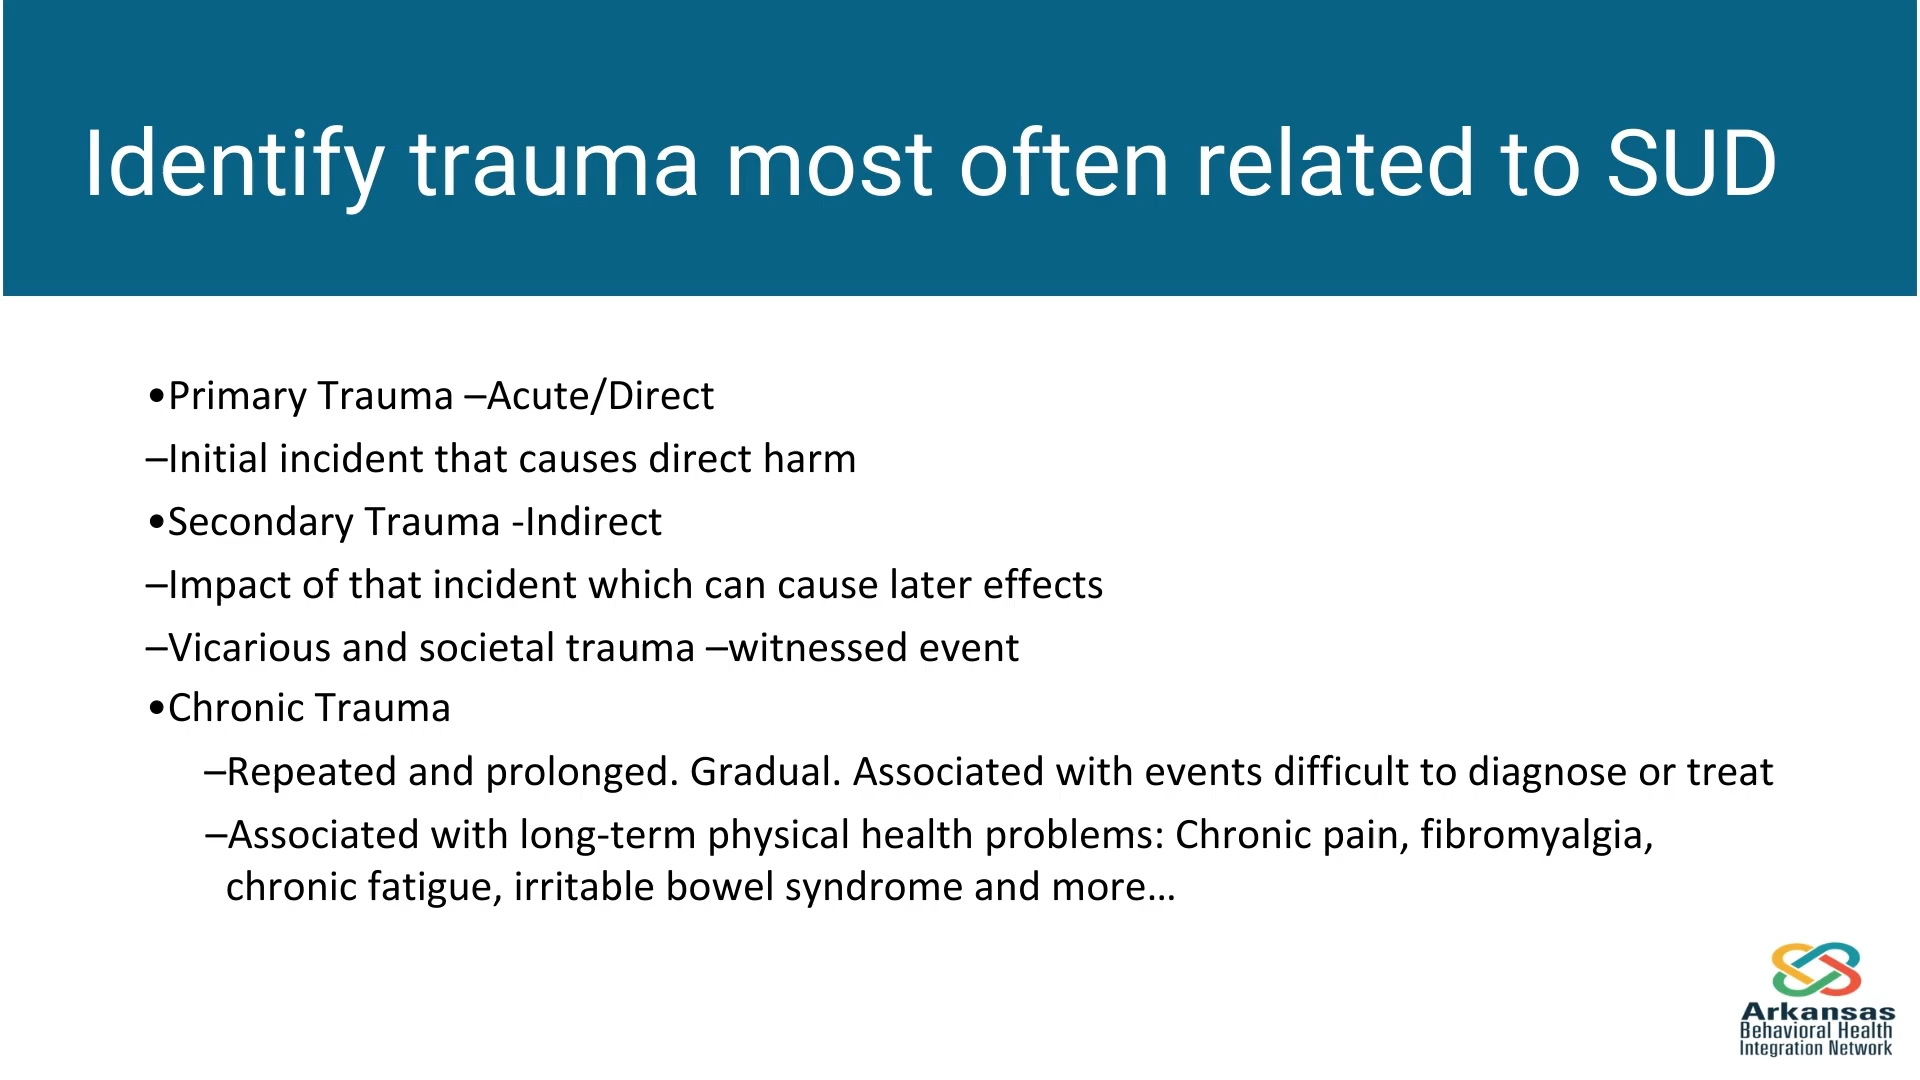 Identify trauma most often related to SUD
•Primary Trauma –Acute/Direct
–Initial incident that causes direct harm
•Secondary Trauma -Indirect
–Impact of that incident which can cause later effects
–Vicarious and societal trauma –witnessed event
•Chronic Trauma
–Repeated and prolonged. Gradual. Associated with events difficult to diagnose or treat
–Associated with long-term physical health problems: Chronic pain, fibromyalgia,
chronic fatigue, irritable bowel syndrome and more…
Arkansas
Behavioral Health
Integration Network